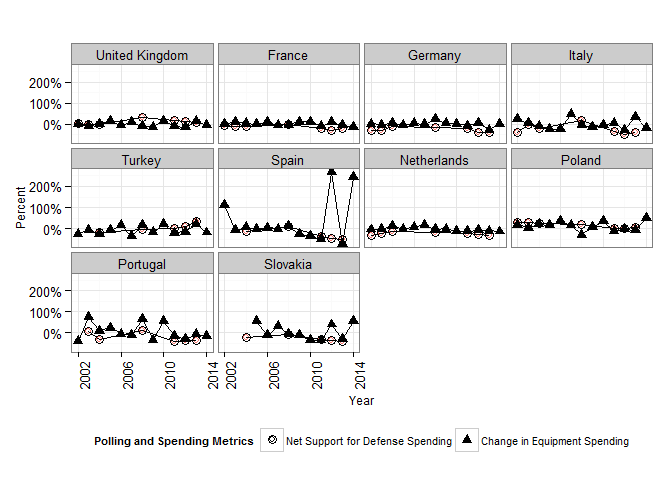 United Kingdom France Germany Italy
200%
100%
0%
Turkey Spain Netherlands Poland
200%
100%
0%
Portugal Slovakia
200%
100%
0%
Percent
2002 2006 2010 2014 2002 2006 2010 2014
Year
Polling and Spending Metrics Net Support for Defense Spending Change in Equipment Spending